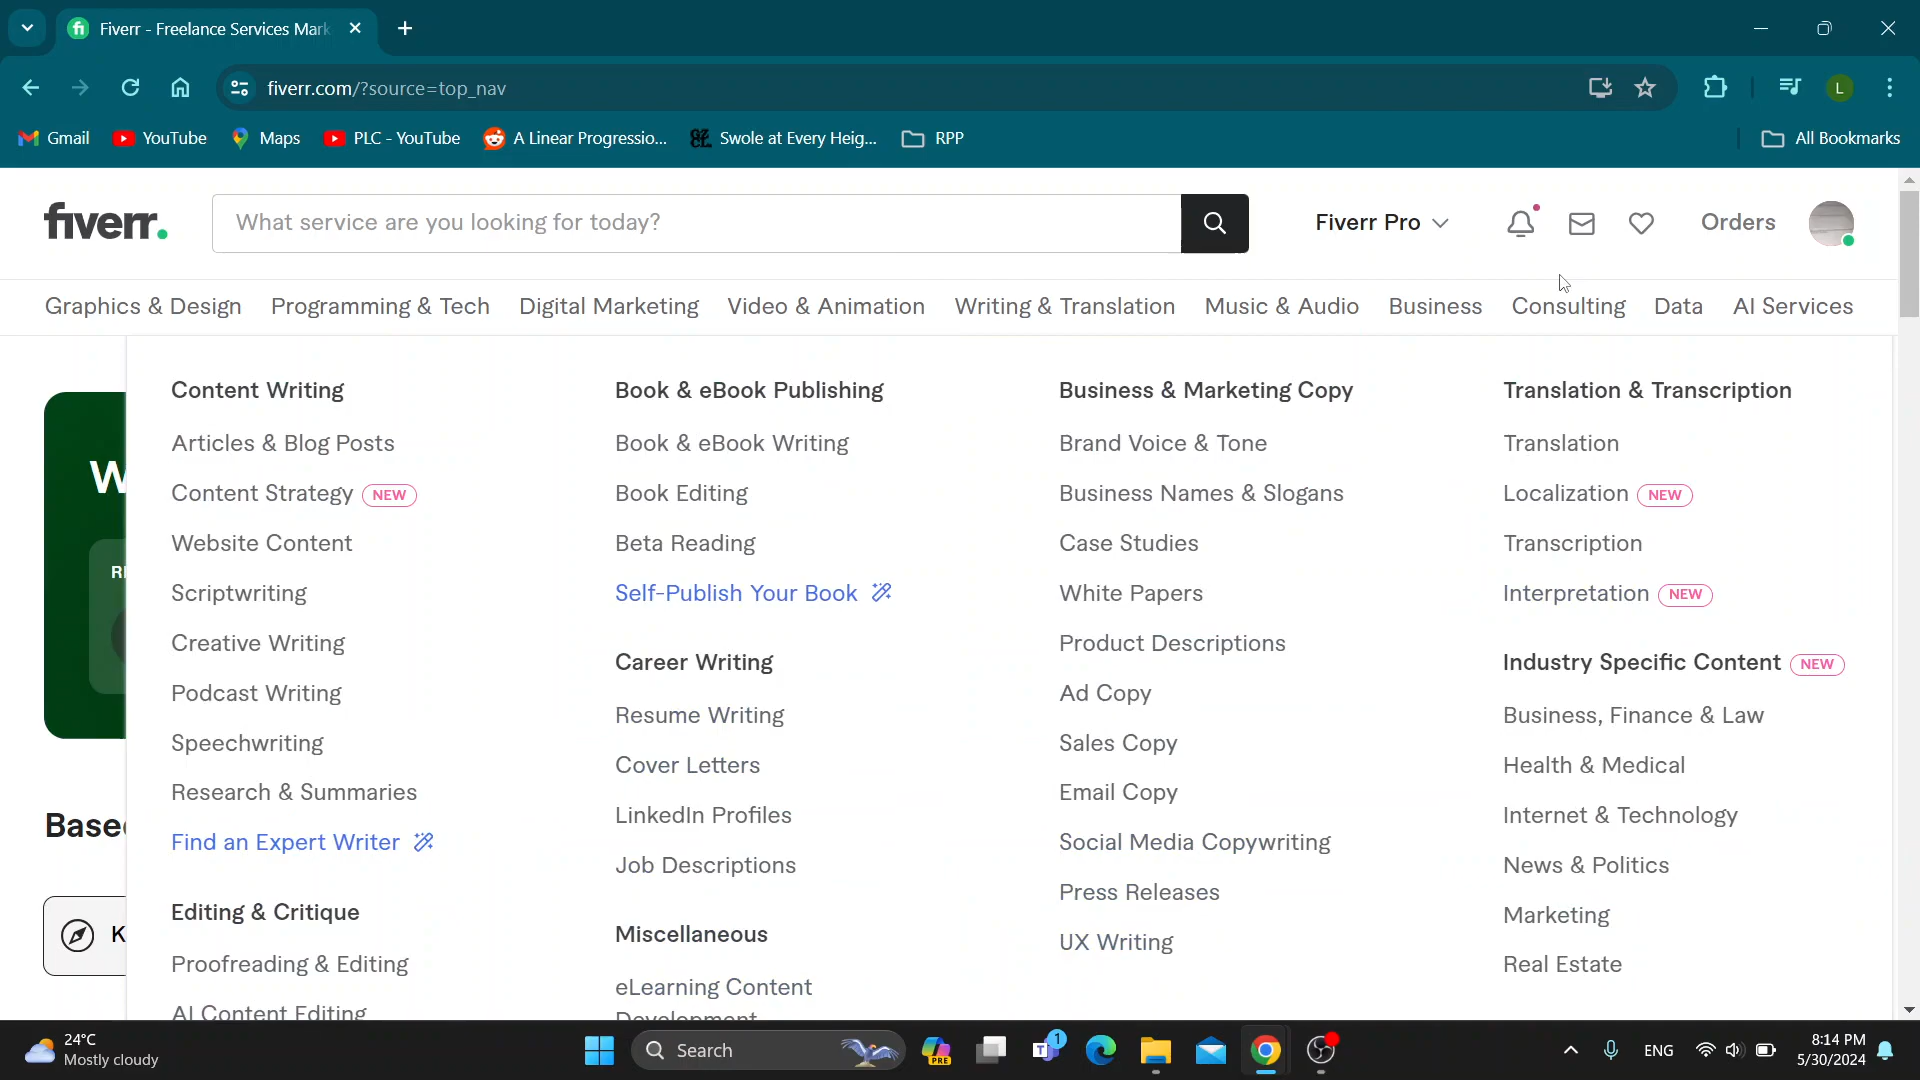 Fiverr - Freelance Services Mark
fiverr.com/?source=top_nav
L
Gmail
YouTube
Maps
PLC - YouTube
A Linear Progressio...
Swole at Every Heig...
RPP
All Bookmarks
fiverr.
What service are you looking for today?
Fiverr Pro
Orders
Graphics & Design
Programming & Tech
Digital Marketing
Video & Animation
Writing & Translation
Music & Audio
Business
Consulting
Data
AI Services
W
Based
K
Content Writing
Articles & Blog Posts
Content Strategy NEW
Website Content
Scriptwriting
Creative Writing
Podcast Writing
Speechwriting
Research & Summaries
Find an Expert Writer
Editing & Critique
Proofreading & Editing
AI Content Editing
Book & eBook Publishing
Book & eBook Writing
Book Editing
Beta Reading
Self-Publish Your Book
Career Writing
Resume Writing
Cover Letters
LinkedIn Profiles
Job Descriptions
Miscellaneous
eLearning Content
Development
Business & Marketing Copy
Brand Voice & Tone
Business Names & Slogans
Case Studies
White Papers
Product Descriptions
Ad Copy
Sales Copy
Email Copy
Social Media Copywriting
Press Releases
UX Writing
Translation & Transcription
Translation
Localization NEW
Transcription
Interpretation NEW
Industry Specific Content NEW
Business, Finance & Law
Health & Medical
Internet & Technology
News & Politics
Marketing
Real Estate
24°C
Mostly cloudy
Search
PRE
1
ENG
8:14 PM
5/30/2024